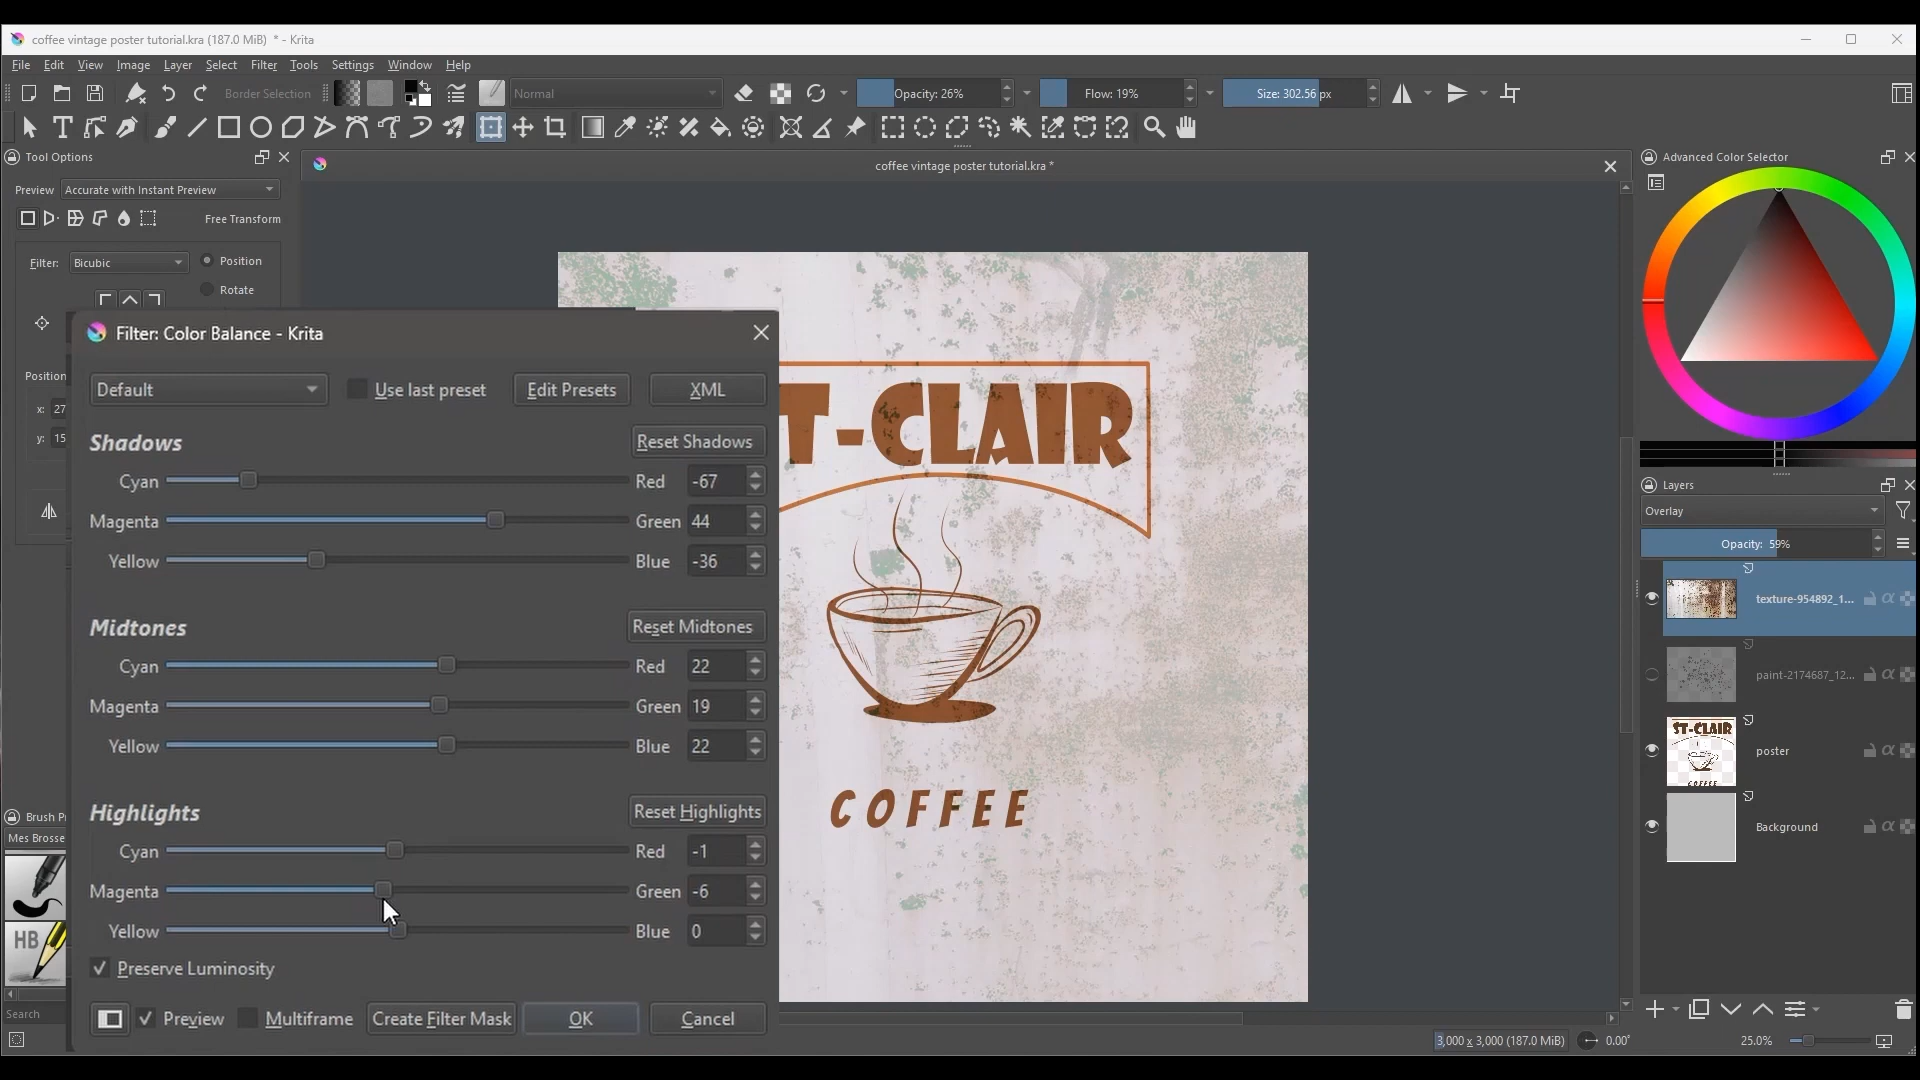 coffee vintage poster tutorial.kra (187.0 MiB) * - Krita
File Edit View Image Layer Select Filter Tools Settings Window Help
Border Selection
Normal
Opacity: 26%
Flow: 19%
Size: 302.56 px
Tool Options
Preview
Accurate with Instant Preview
Free Transform
Filter:
Bicubic
Position
Rotate
Position
x: 27
y: 15
coffee vintage poster tutorial.kra *
Filter: Color Balance - Krita
Default
Use last preset
Edit Presets
XML
Shadows
Reset Shadows
Cyan Red -67
Magenta Green 44
Yellow Blue -36
Midtones
Reset Midtones
Cyan Red 22
Magenta Green 19
Yellow Blue 22
Highlights
Reset Highlights
Cyan Red -1
Magenta Green -6
Yellow Blue 0
Preserve Luminosity
Preview
Multiframe
Create Filter Mask
OK
Cancel
Brush P
Mes Brosse
HB
Search
T-CLAIR
COFFEE
Advanced Color Selector
Layers
Overlay
Opacity: 59%
texture-954892_1...
paint-2174687_12...
ST-CLAIR
COFFEE
poster
Background
3,000 x 3,000 (187.0 MiB)
0.00°
25.0%